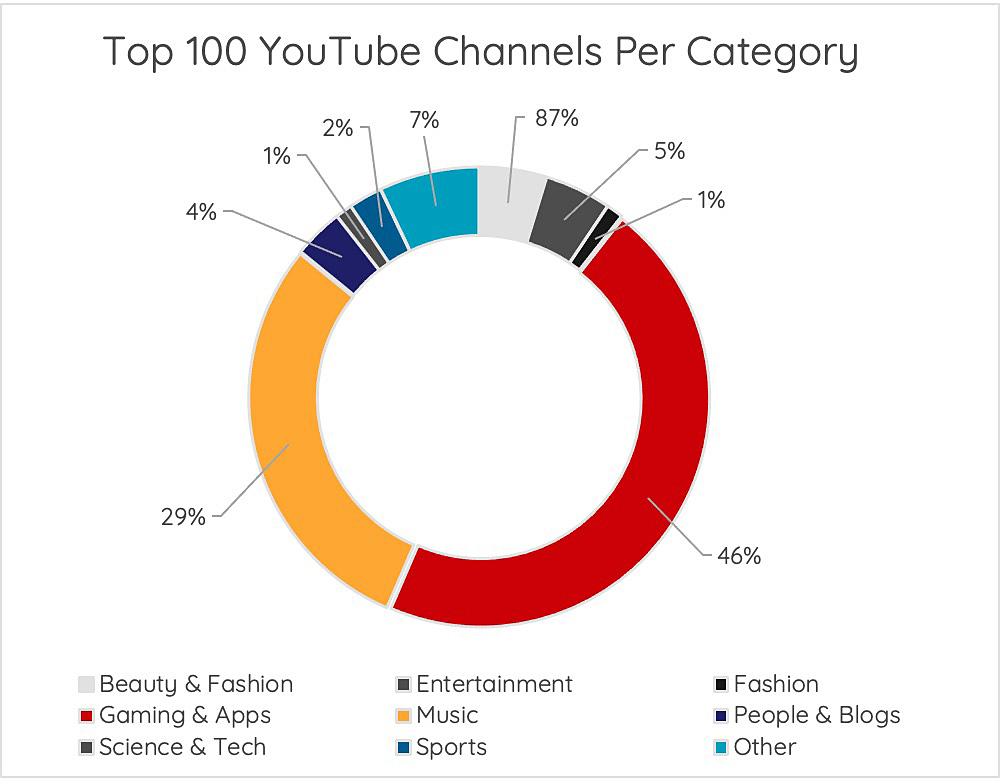 Top 100 YouTube Channels Per Category
2% 7% 87%
1% 5%
4% 1%
29%
46%
Beauty & Fashion Entertainment Fashion
Gaming & Apps Music People & Blogs
Science & Tech Sports Other